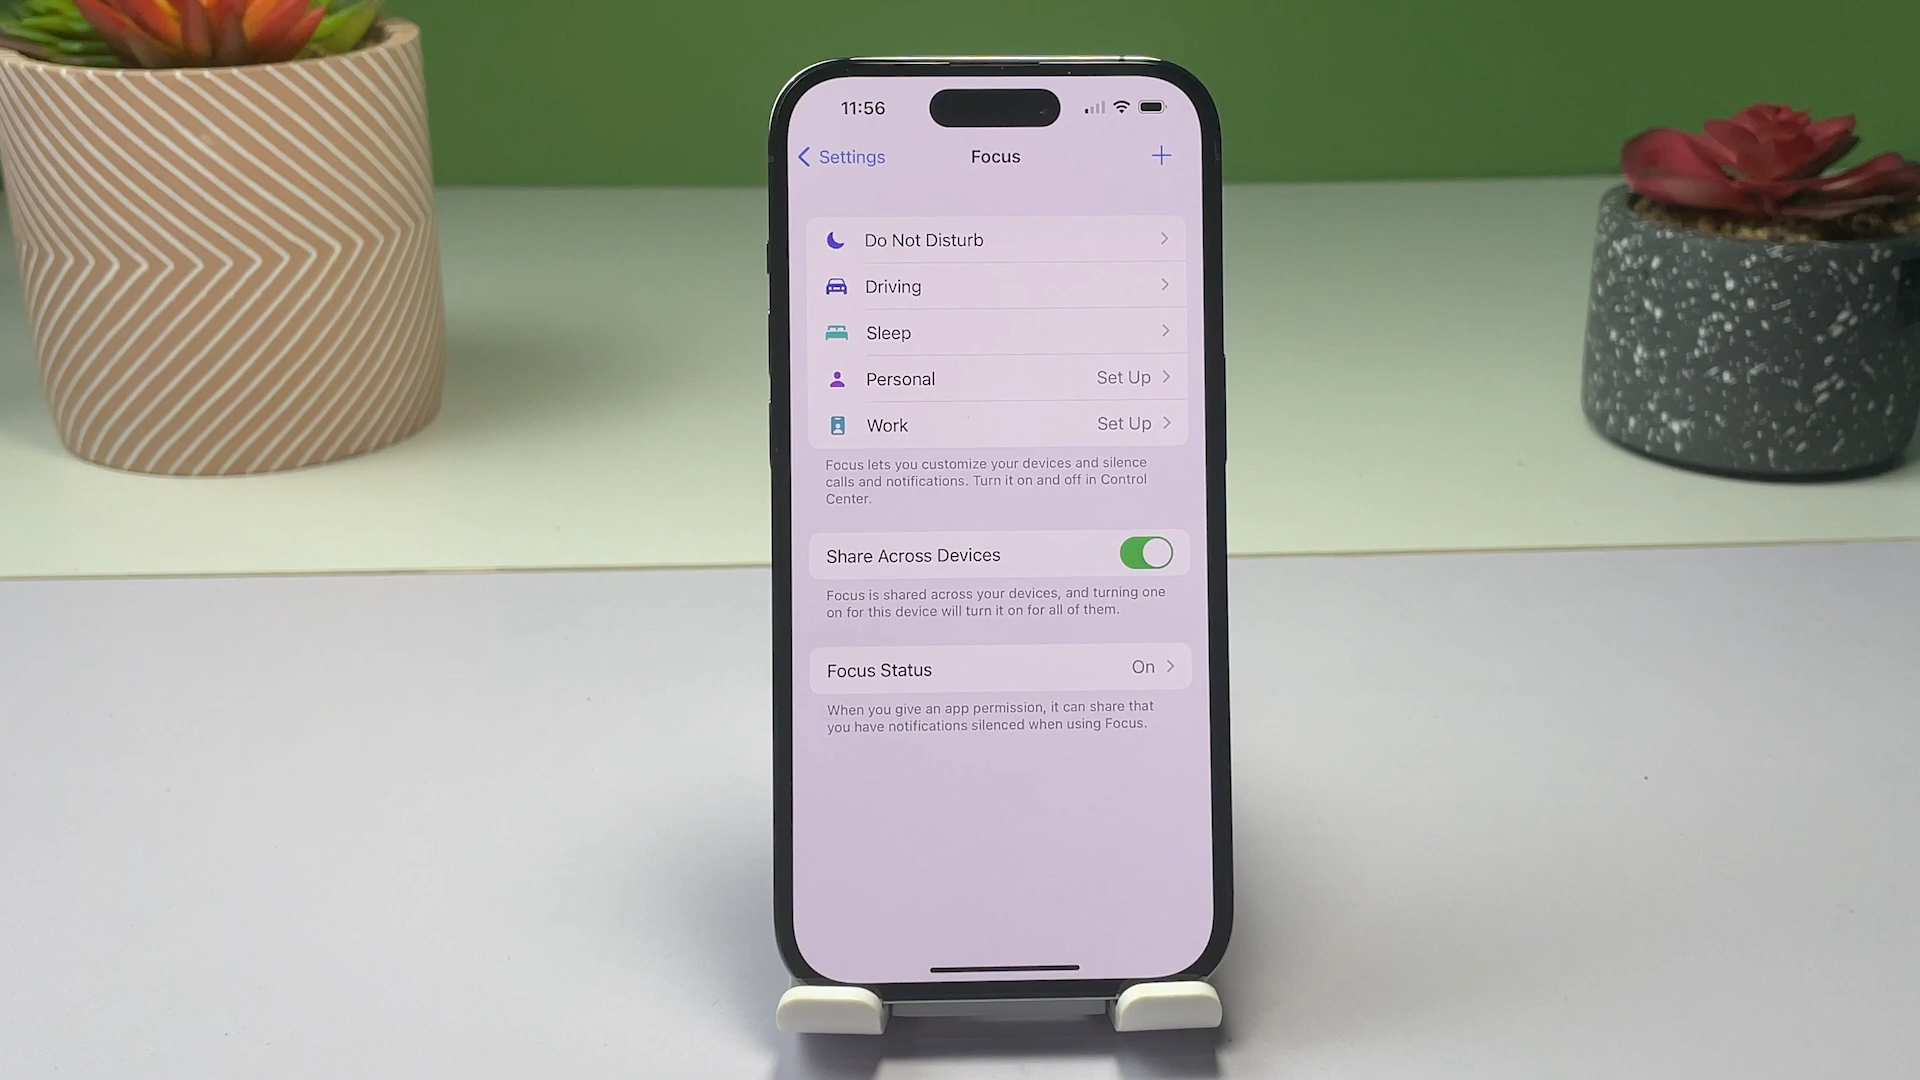 11:56
Settings Focus +
Do Not Disturb
Driving
Sleep
Personal Set Up
Work Set Up
Focus lets you customize your devices and silence
calls and notifications. Turn it on and off in Control
Center.
Share Across Devices
Focus is shared across your devices, and turning one
on for this device will turn it on for all of them.
Focus Status On
When you give an app permission, it can share that
you have notifications silenced when using Focus.